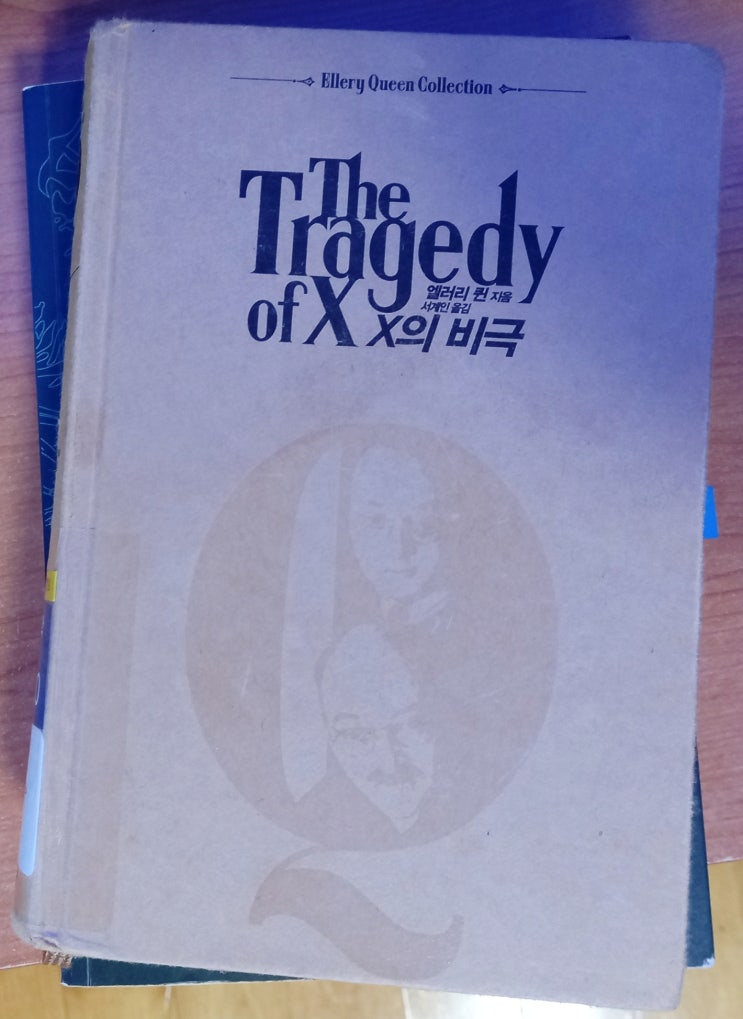 Ellery Queen Collection
The
Tragedy
of X
엘러리 퀸 지음
서계인 옮김
X의 비극